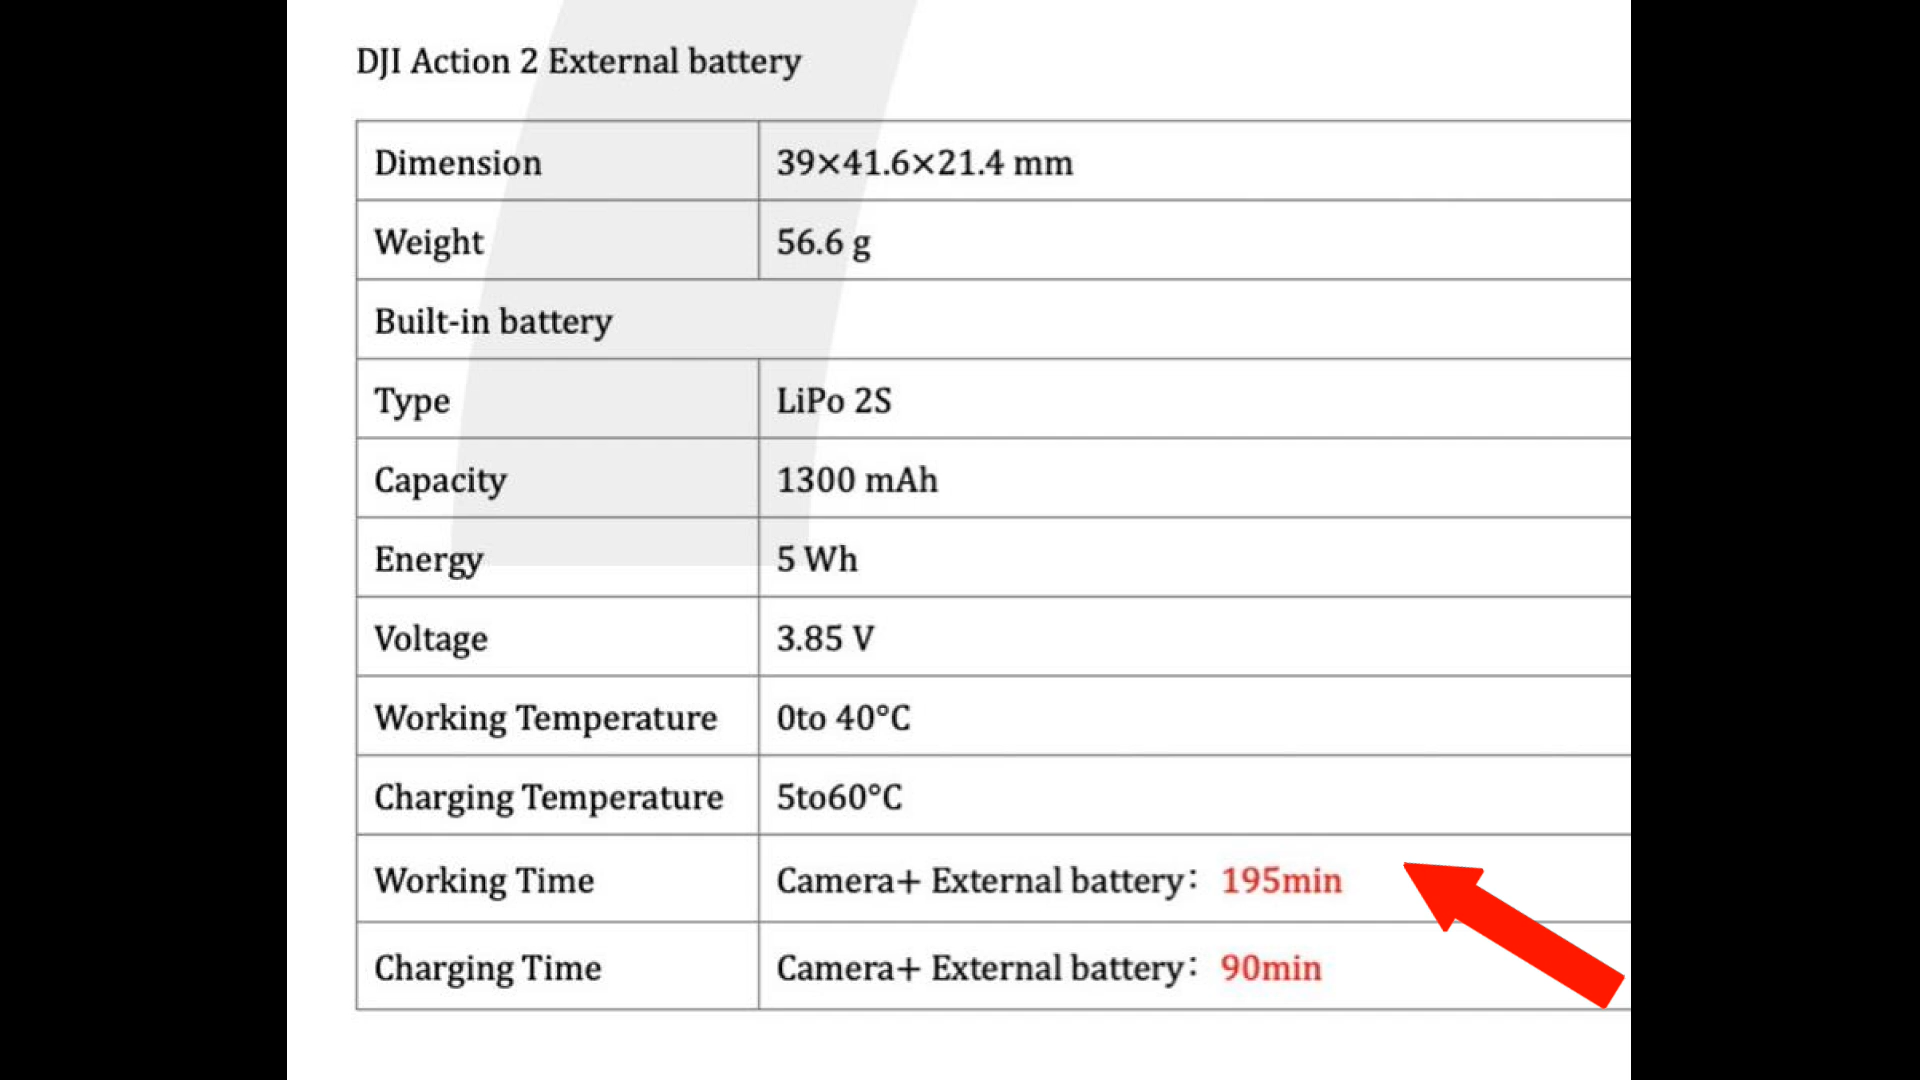 DJI Action 2 External battery
Dimension 39×41.6×21.4 mm
Weight 56.6 g
Built-in battery
Type LiPo 2S
Capacity 1300 mAh
Energy 5 Wh
Voltage 3.85 V
Working Temperature 0to 40°C
Charging Temperature 5to60°C
Working Time Camera+ External battery： 195min
Charging Time Camera+ External battery： 90min